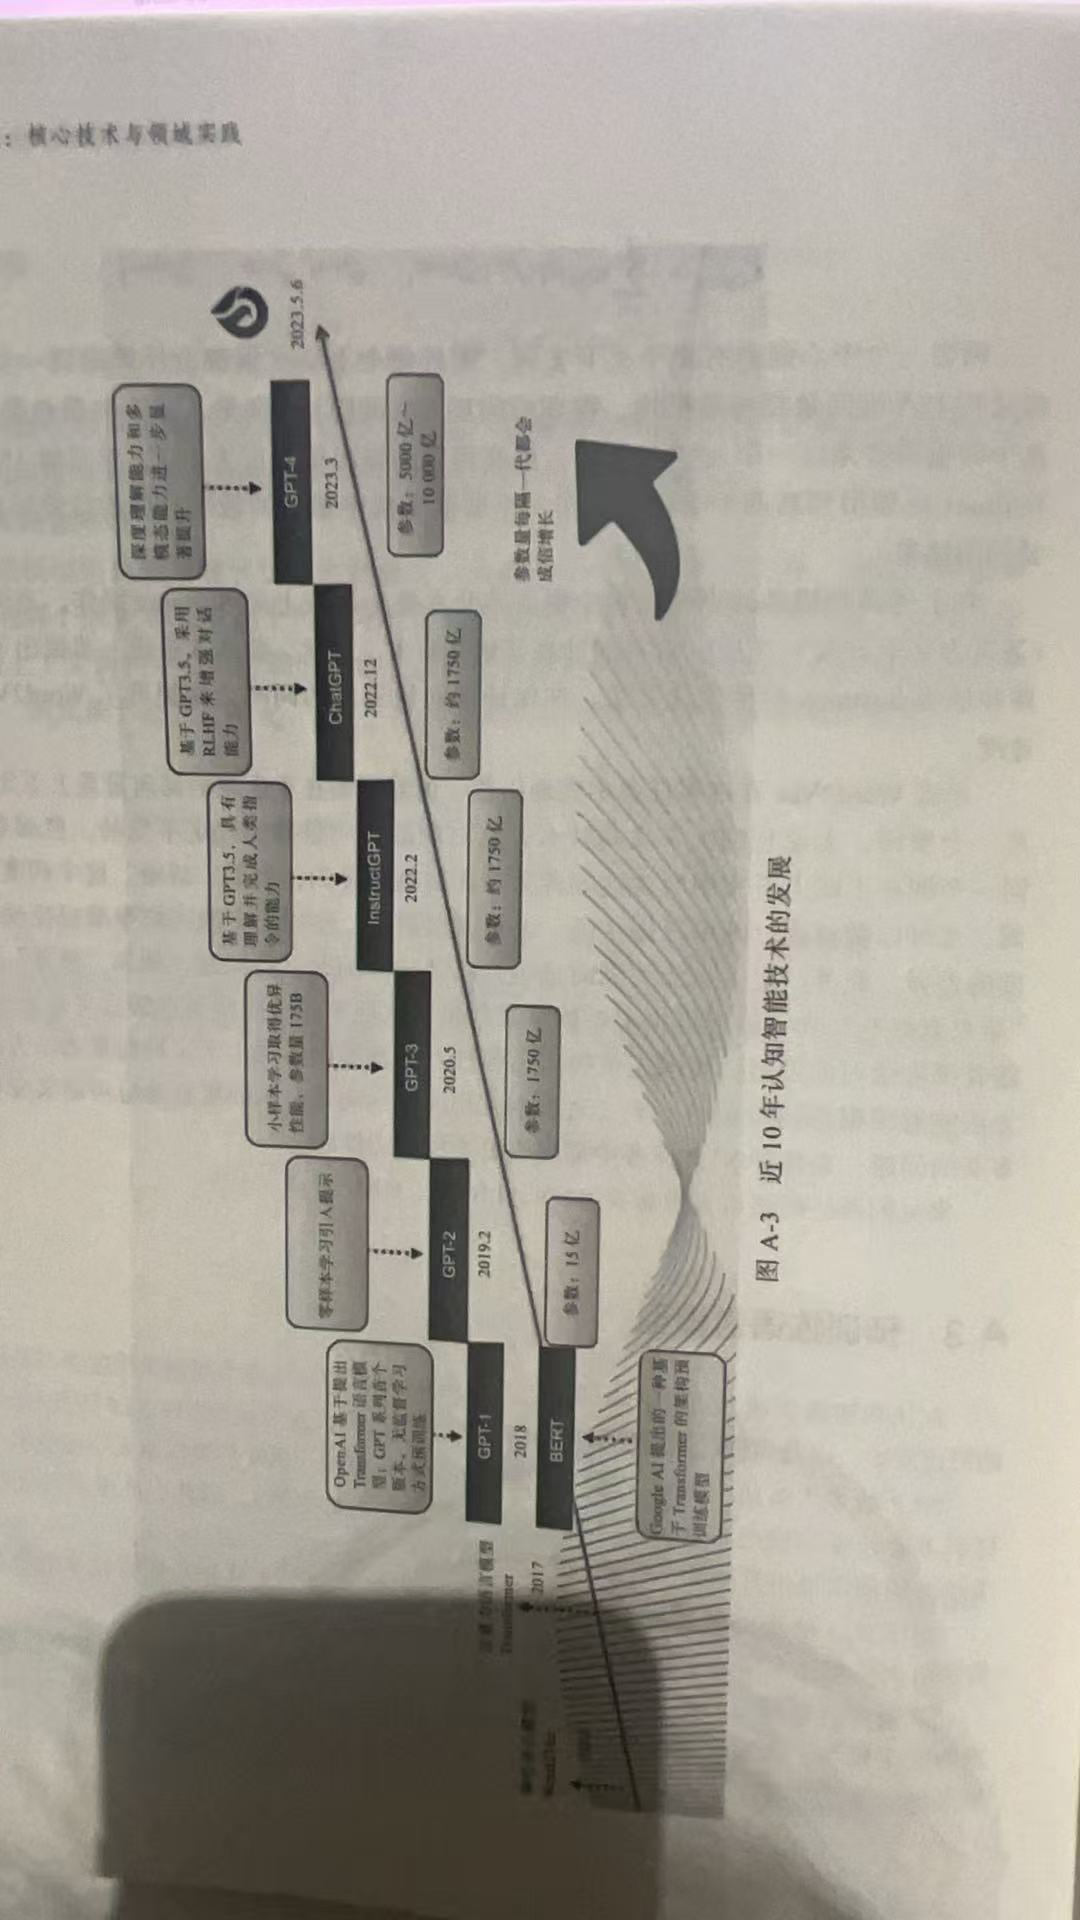 ：核心技术与领域实践
2023.5.6
深度理解能力和多
模态能力进一步显
著提升
GPT-4
2023.3
参数：5000 亿～
10 000 亿
基于 GPT3.5，采用
RLHF 来增强对话
能力
ChatGPT
2022.12
参数：约 1750 亿
基于 GPT3.5，具有
理解并完成人类指
令的能力
InstructGPT
2022.2
参数：约 1750 亿
小样本学习取得优异
性能，参数量 175B
GPT-3
2020.5
参数：1750 亿
零样本学习引入提示
GPT-2
2019.2
参数：15 亿
OpenAI 基于提出
Transformer 语言模
型：GPT 系列首个
版本，无监督学习
方式预训练
GPT-1
2018
BERT
Google AI 提出的一种基
于 Transformer 的架构预
训练模型
语言模型
Transformer
2017
参数量每隔一代都会
成倍增长
图 A-3 近 10 年认知智能技术的发展